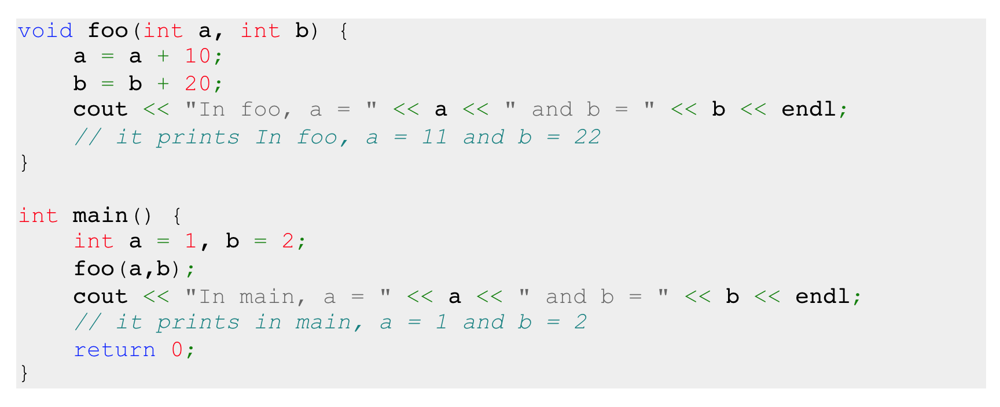 void foo(int a, int b) {
    a = a + 10;
    b = b + 20;
    cout << "In foo, a = " << a << " and b = " << b << endl;
    // it prints In foo, a = 11 and b = 22
}

int main() {
    int a = 1, b = 2;
    foo(a,b);
    cout << "In main, a = " << a << " and b = " << b << endl;
    // it prints in main, a = 1 and b = 2
    return 0;
}